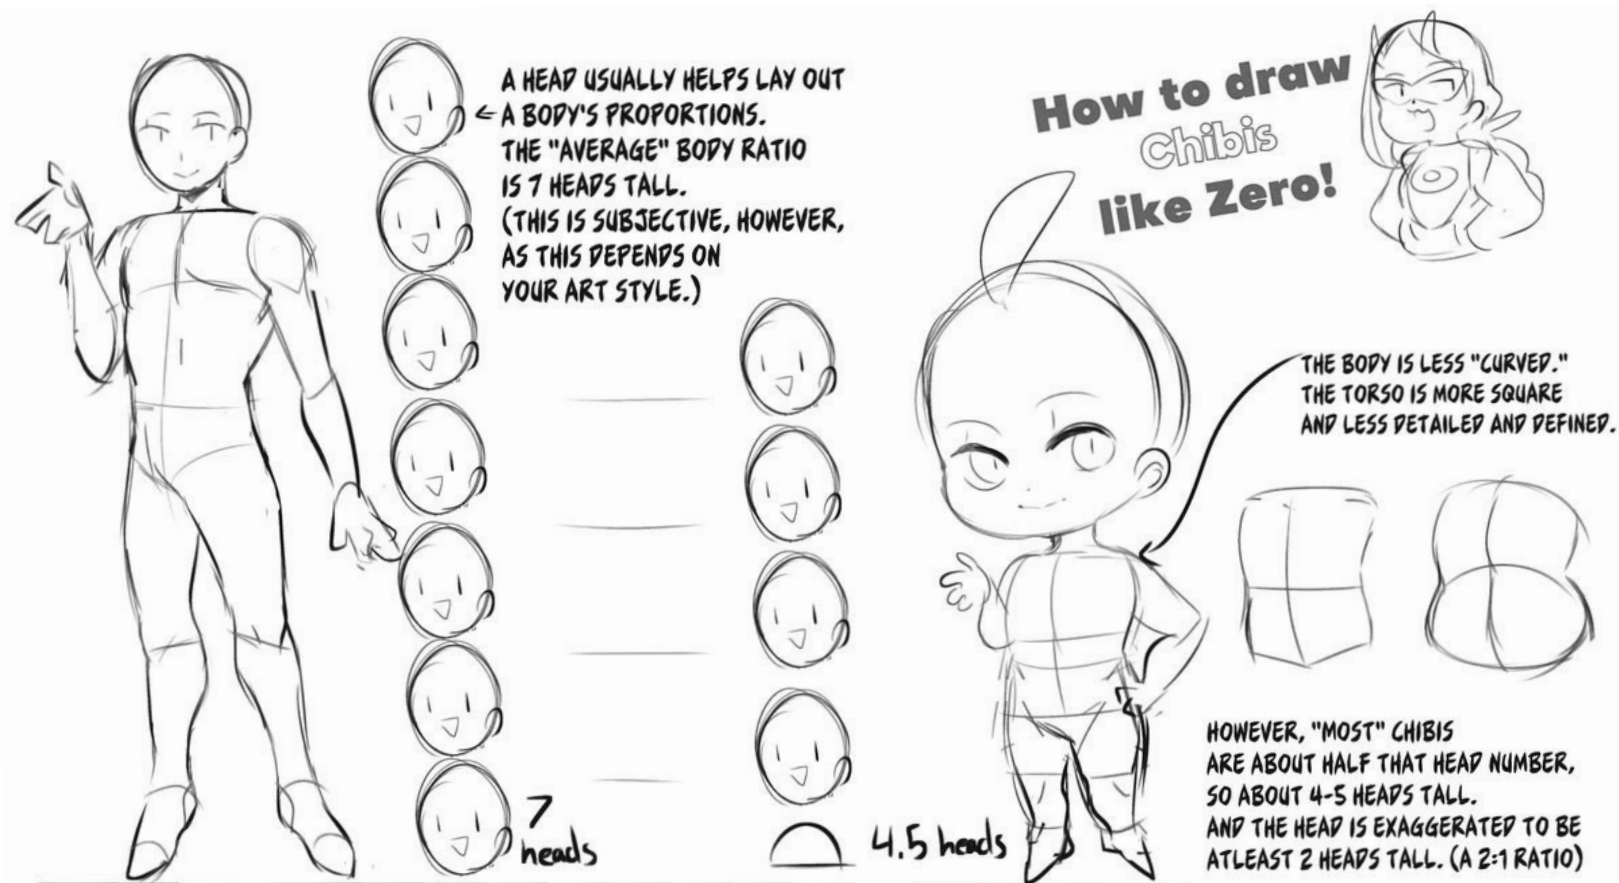 A HEAD USUALLY HELPS LAY OUT
A BODY'S PROPORTIONS.
THE "AVERAGE" BODY RATIO
IS 7 HEADS TALL.
(THIS IS SUBJECTIVE, HOWEVER,
AS THIS DEPENDS ON
YOUR ART STYLE.)
How to draw
Chibis
like Zero!
THE BODY IS LESS "CURVED."
THE TORSO IS MORE SQUARE
AND LESS DETAILED AND DEFINED.
HOWEVER, "MOST" CHIBIS
ARE ABOUT HALF THAT HEAD NUMBER,
SO ABOUT 4-5 HEADS TALL.
AND THE HEAD IS EXAGGERATED TO BE
ATLEAST 2 HEADS TALL. (A 2:1 RATIO)
7
heads
4.5 heads